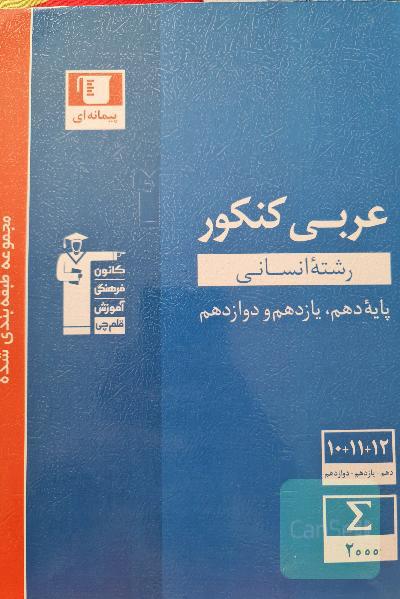 پیمانه‌ای
عربی کنکور
رشتهٔ انسانی
پایهٔ دهم، یازدهم و دوازدهم
کانون
فرهنگی
آموزش
قلم‌چی
مجموعه طبقه‌بندی شده
۱۰+۱۱+۱۲
دهم - یازدهم - دوازدهم
Σ
۲۰۰۰